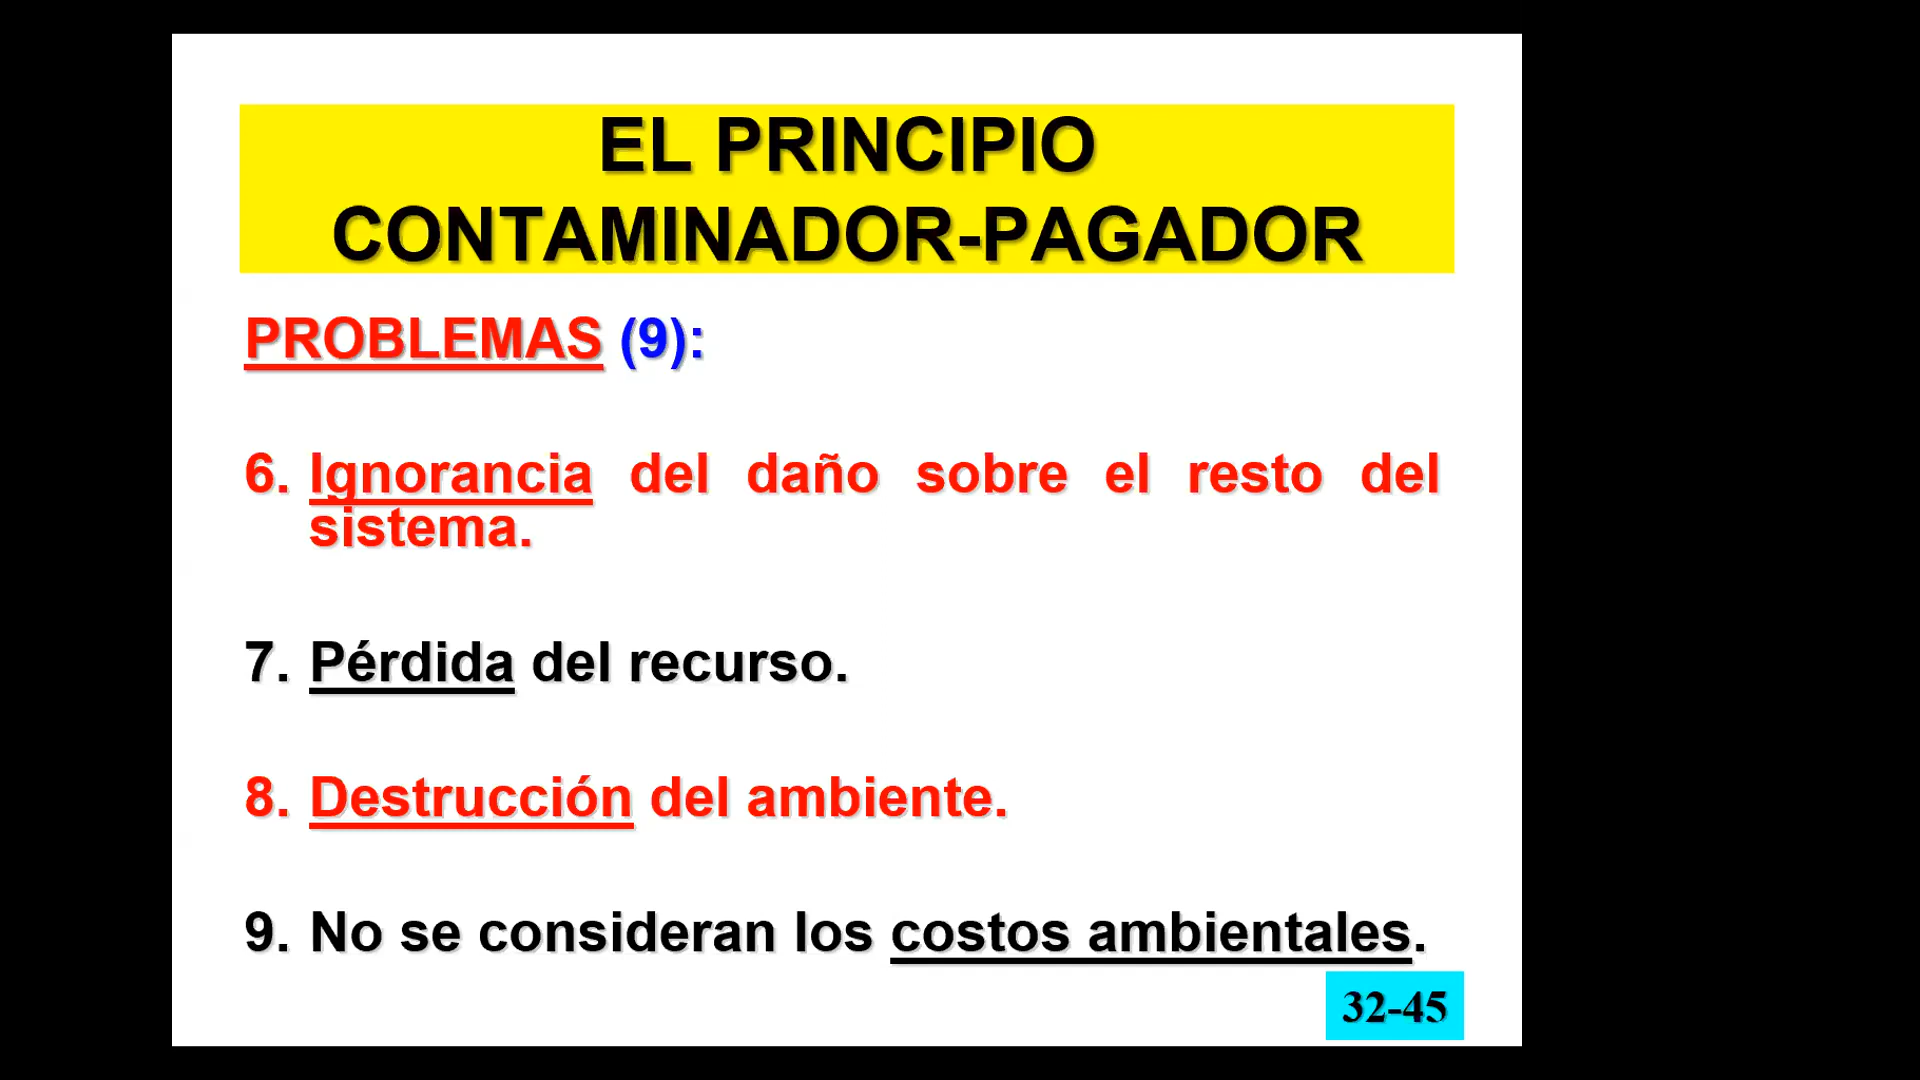 EL PRINCIPIO
CONTAMINADOR-PAGADOR
PROBLEMAS (9):
6. Ignorancia del daño sobre el resto del
sistema.
7. Pérdida del recurso.
8. Destrucción del ambiente.
9. No se consideran los costos ambientales.
32-45